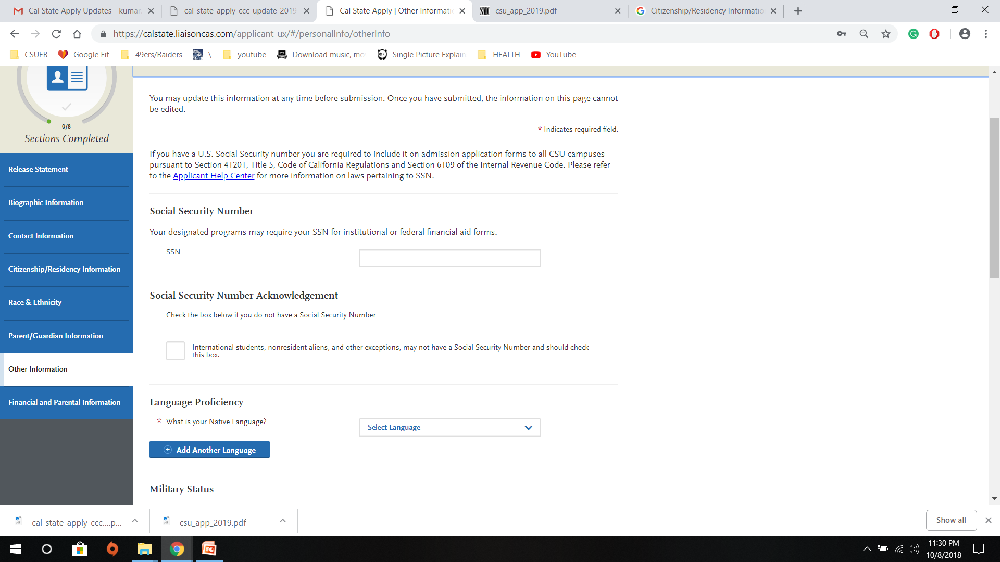 Cal State Apply Updates - kumar
cal-state-apply-ccc-update-2019
Cal State Apply | Other Informati
csu_app_2019.pdf
Citizenship/Residency Informatio
https://calstate.liaisoncas.com/applicant-ux/#/personalInfo/otherInfo
CSUEB
Google Fit
49ers/Raiders
\
youtube
Download music, mo
Single Picture Explain
HEALTH
YouTube
0/8
Sections Completed
Release Statement
Biographic Information
Contact Information
Citizenship/Residency Information
Race & Ethnicity
Parent/Guardian Information
Other Information
Financial and Parental Information
You may update this information at any time before submission. Once you have submitted, the information on this page cannot
be edited.
* Indicates required field.
If you have a U.S. Social Security number you are required to include it on admission application forms to all CSU campuses
pursuant to Section 41201, Title 5, Code of California Regulations and Section 6109 of the Internal Revenue Code. Please refer
to the Applicant Help Center for more information on laws pertaining to SSN.
Social Security Number
Your designated programs may require your SSN for institutional or federal financial aid forms.
SSN
Social Security Number Acknowledgement
Check the box below if you do not have a Social Security Number
International students, nonresident aliens, and other exceptions, may not have a Social Security Number and should check
this box.
Language Proficiency
* What is your Native Language?
Select Language
Add Another Language
Military Status
cal-state-apply-ccc....p...
csu_app_2019.pdf
Show all
11:30 PM
10/8/2018